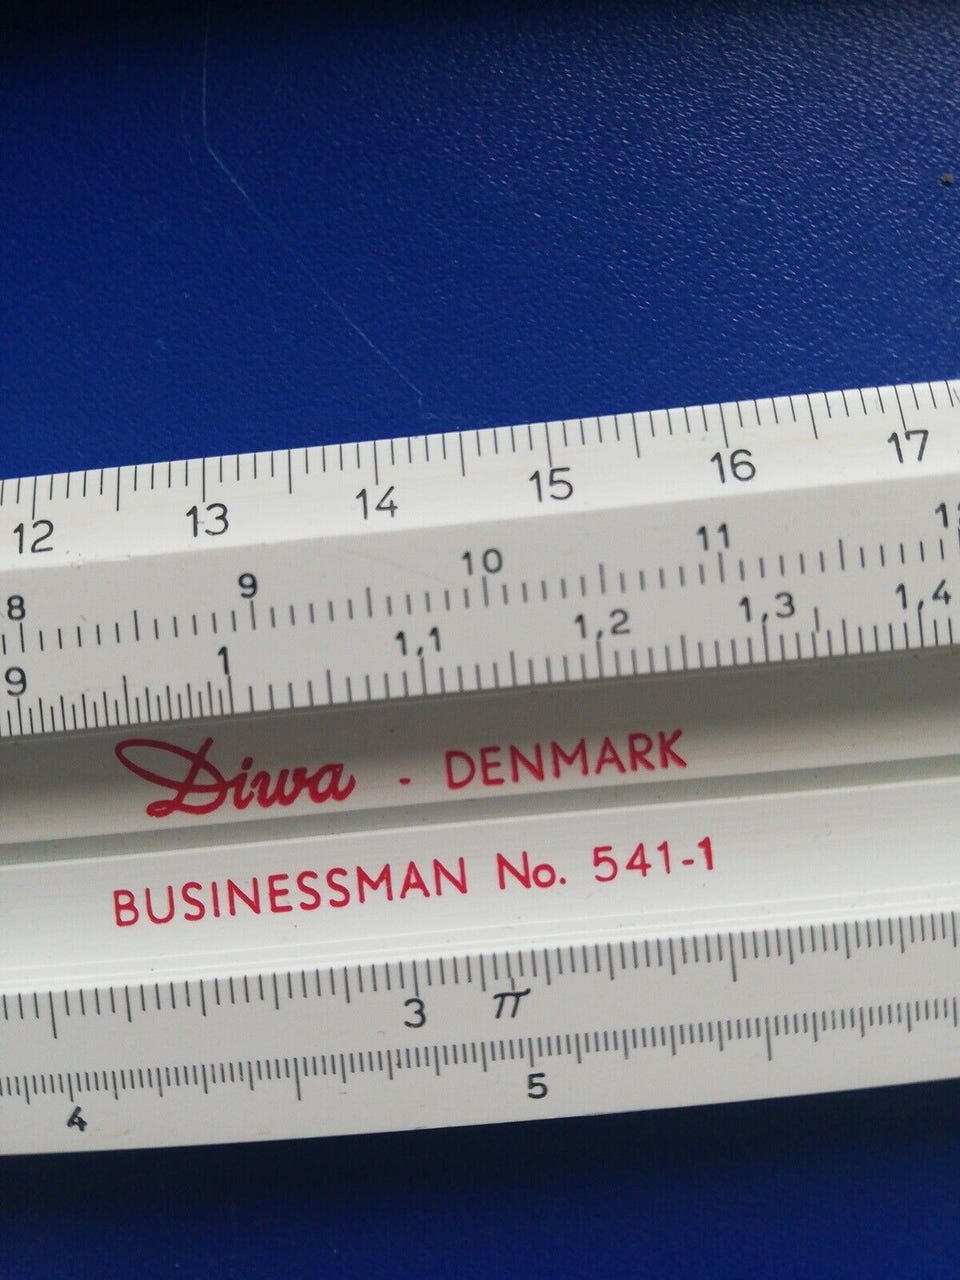 12 13 14 15 16 17
8 9 10 11
9 1 1,1 1,2 1,3 1,4
Diwa - DENMARK
BUSINESSMAN No. 541-1
3 π
4 5